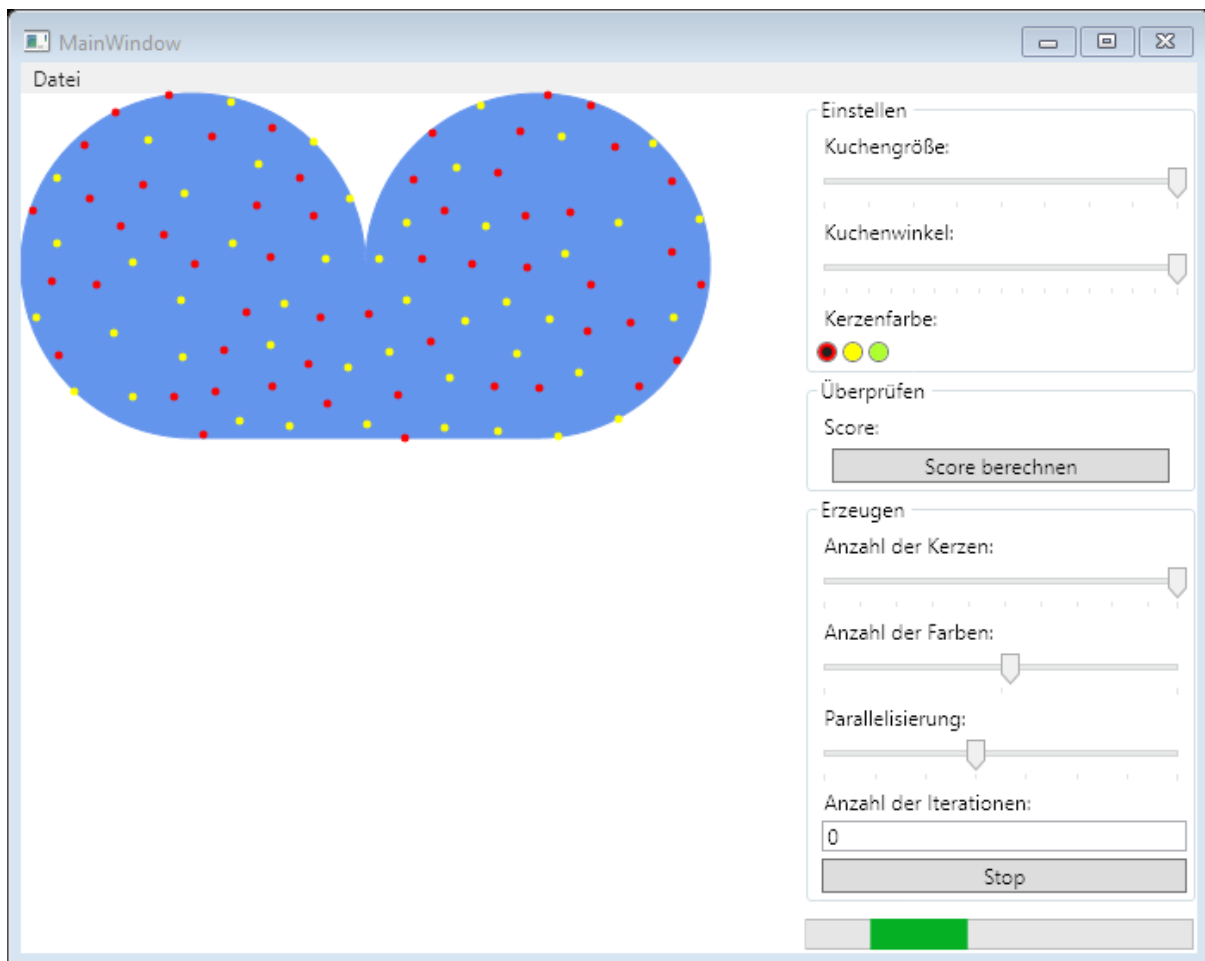 MainWindow
Datei
Einstellen
Kuchengröße:
Kuchenwinkel:
Kerzenfarbe:
Überprüfen
Score:
Score berechnen
Erzeugen
Anzahl der Kerzen:
Anzahl der Farben:
Parallelisierung:
Anzahl der Iterationen:
0
Stop